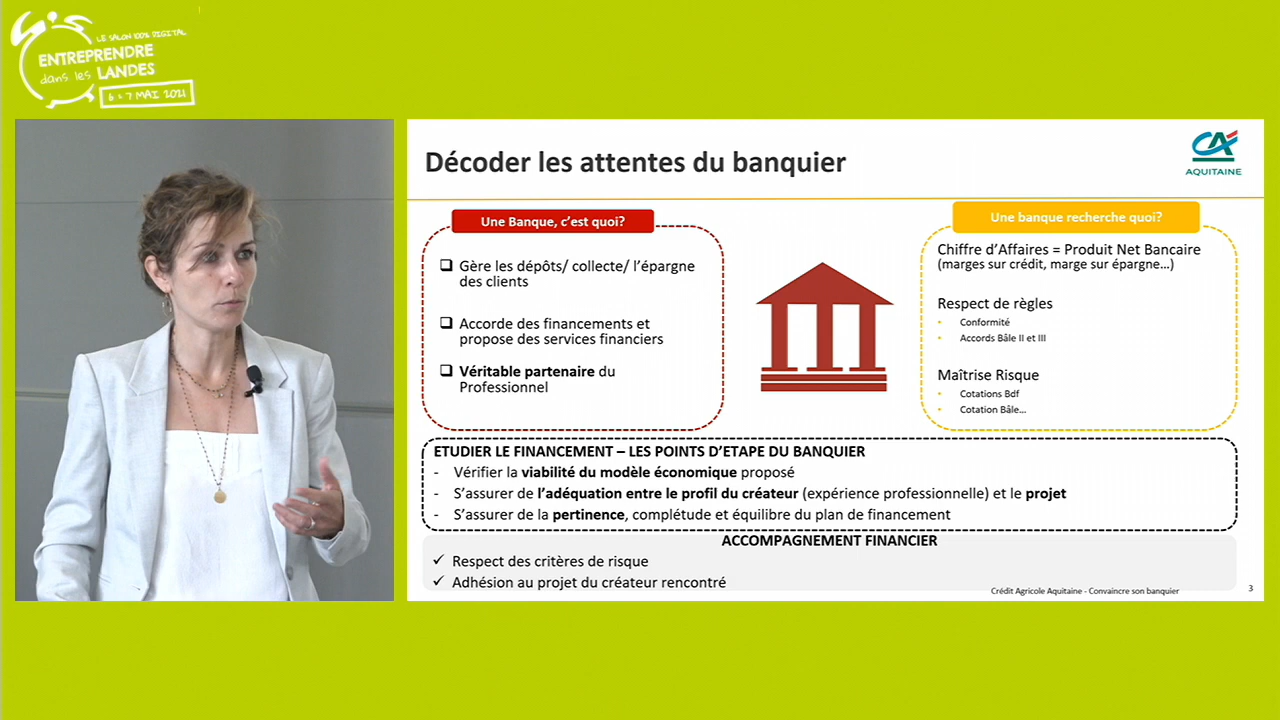 LE SALON 100% DIGITAL
ENTREPRENDRE
dans les LANDES
6 & 7 MAI 2021
Décoder les attentes du banquier
CA
AQUITAINE
Une Banque, c’est quoi?
Gère les dépôts/ collecte/ l’épargne
des clients
Accorde des financements et
propose des services financiers
Véritable partenaire du
Professionnel
Une banque recherche quoi?
Chiffre d’Affaires = Produit Net Bancaire
(marges sur crédit, marge sur épargne…)
Respect de règles
• Conformité
• Accords Bâle II et III
Maîtrise Risque
• Cotations Bdf
• Cotation Bâle…
ETUDIER LE FINANCEMENT – LES POINTS D’ETAPE DU BANQUIER
- Vérifier la viabilité du modèle économique proposé
- S’assurer de l’adéquation entre le profil du créateur (expérience professionnelle) et le projet
- S’assurer de la pertinence, complétude et équilibre du plan de financement
ACCOMPAGNEMENT FINANCIER
✓ Respect des critères de risque
✓ Adhésion au projet du créateur rencontré
Crédit Agricole Aquitaine - Convaincre son banquier
3